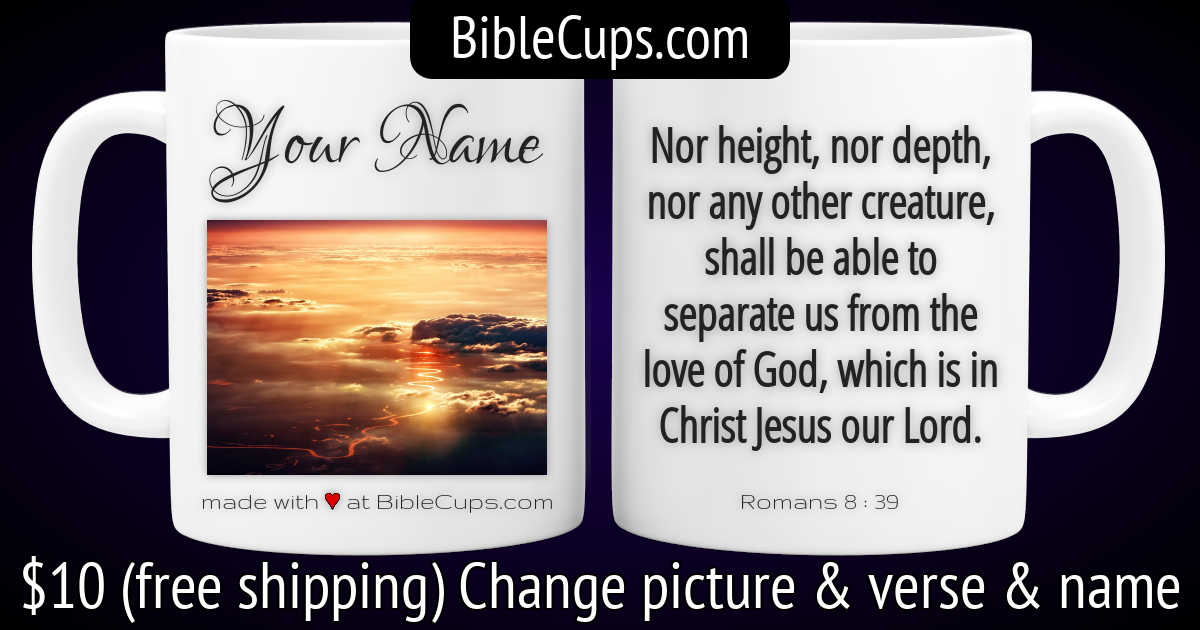 BibleCups.com
Your Name
made with ♥ at BibleCups.com
Nor height, nor depth,
nor any other creature,
shall be able to
separate us from the
love of God, which is in
Christ Jesus our Lord.
Romans 8 : 39
$10 (free shipping) Change picture & verse & name